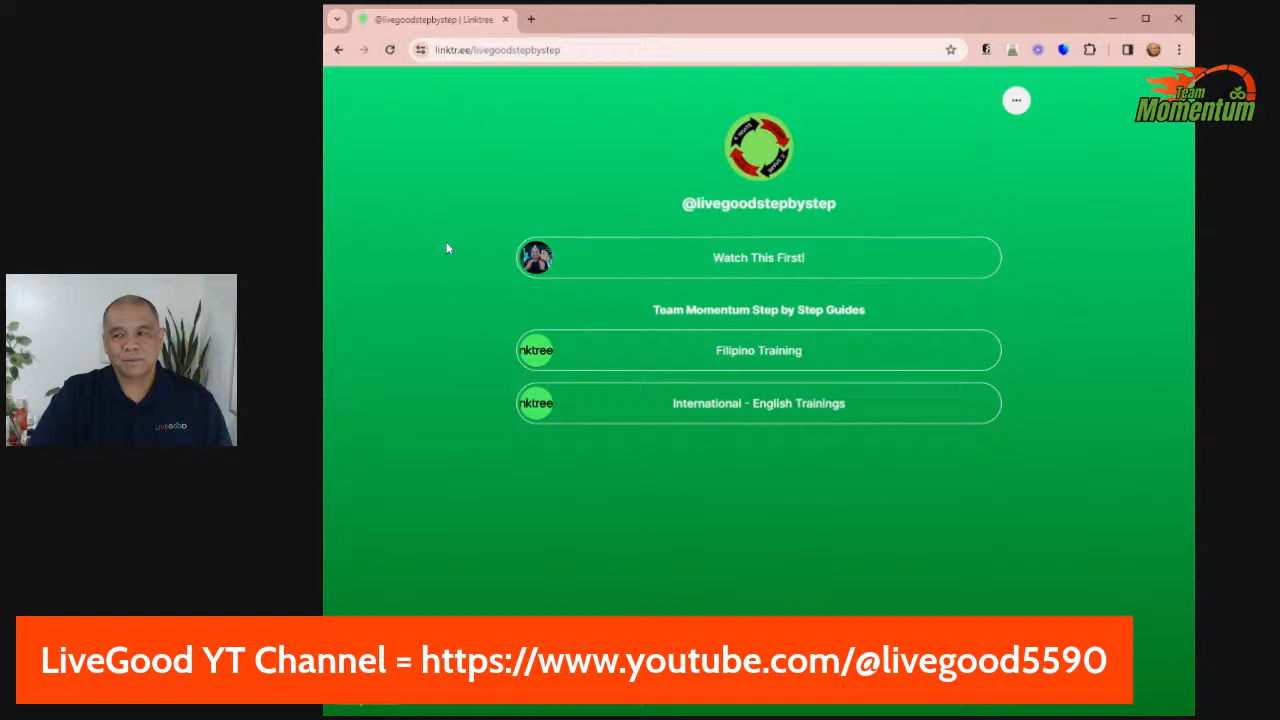 @livegoodstepbystep | Linktree
linktr.ee/livegoodstepbystep
Team
Momentum
@livegoodstepbystep
Watch This First!
Team Momentum Step by Step Guides
nktree
Filipino Training
nktree
International - English Trainings
LIVEGOOD
LiveGood YT Channel = https://www.youtube.com/@livegood5590